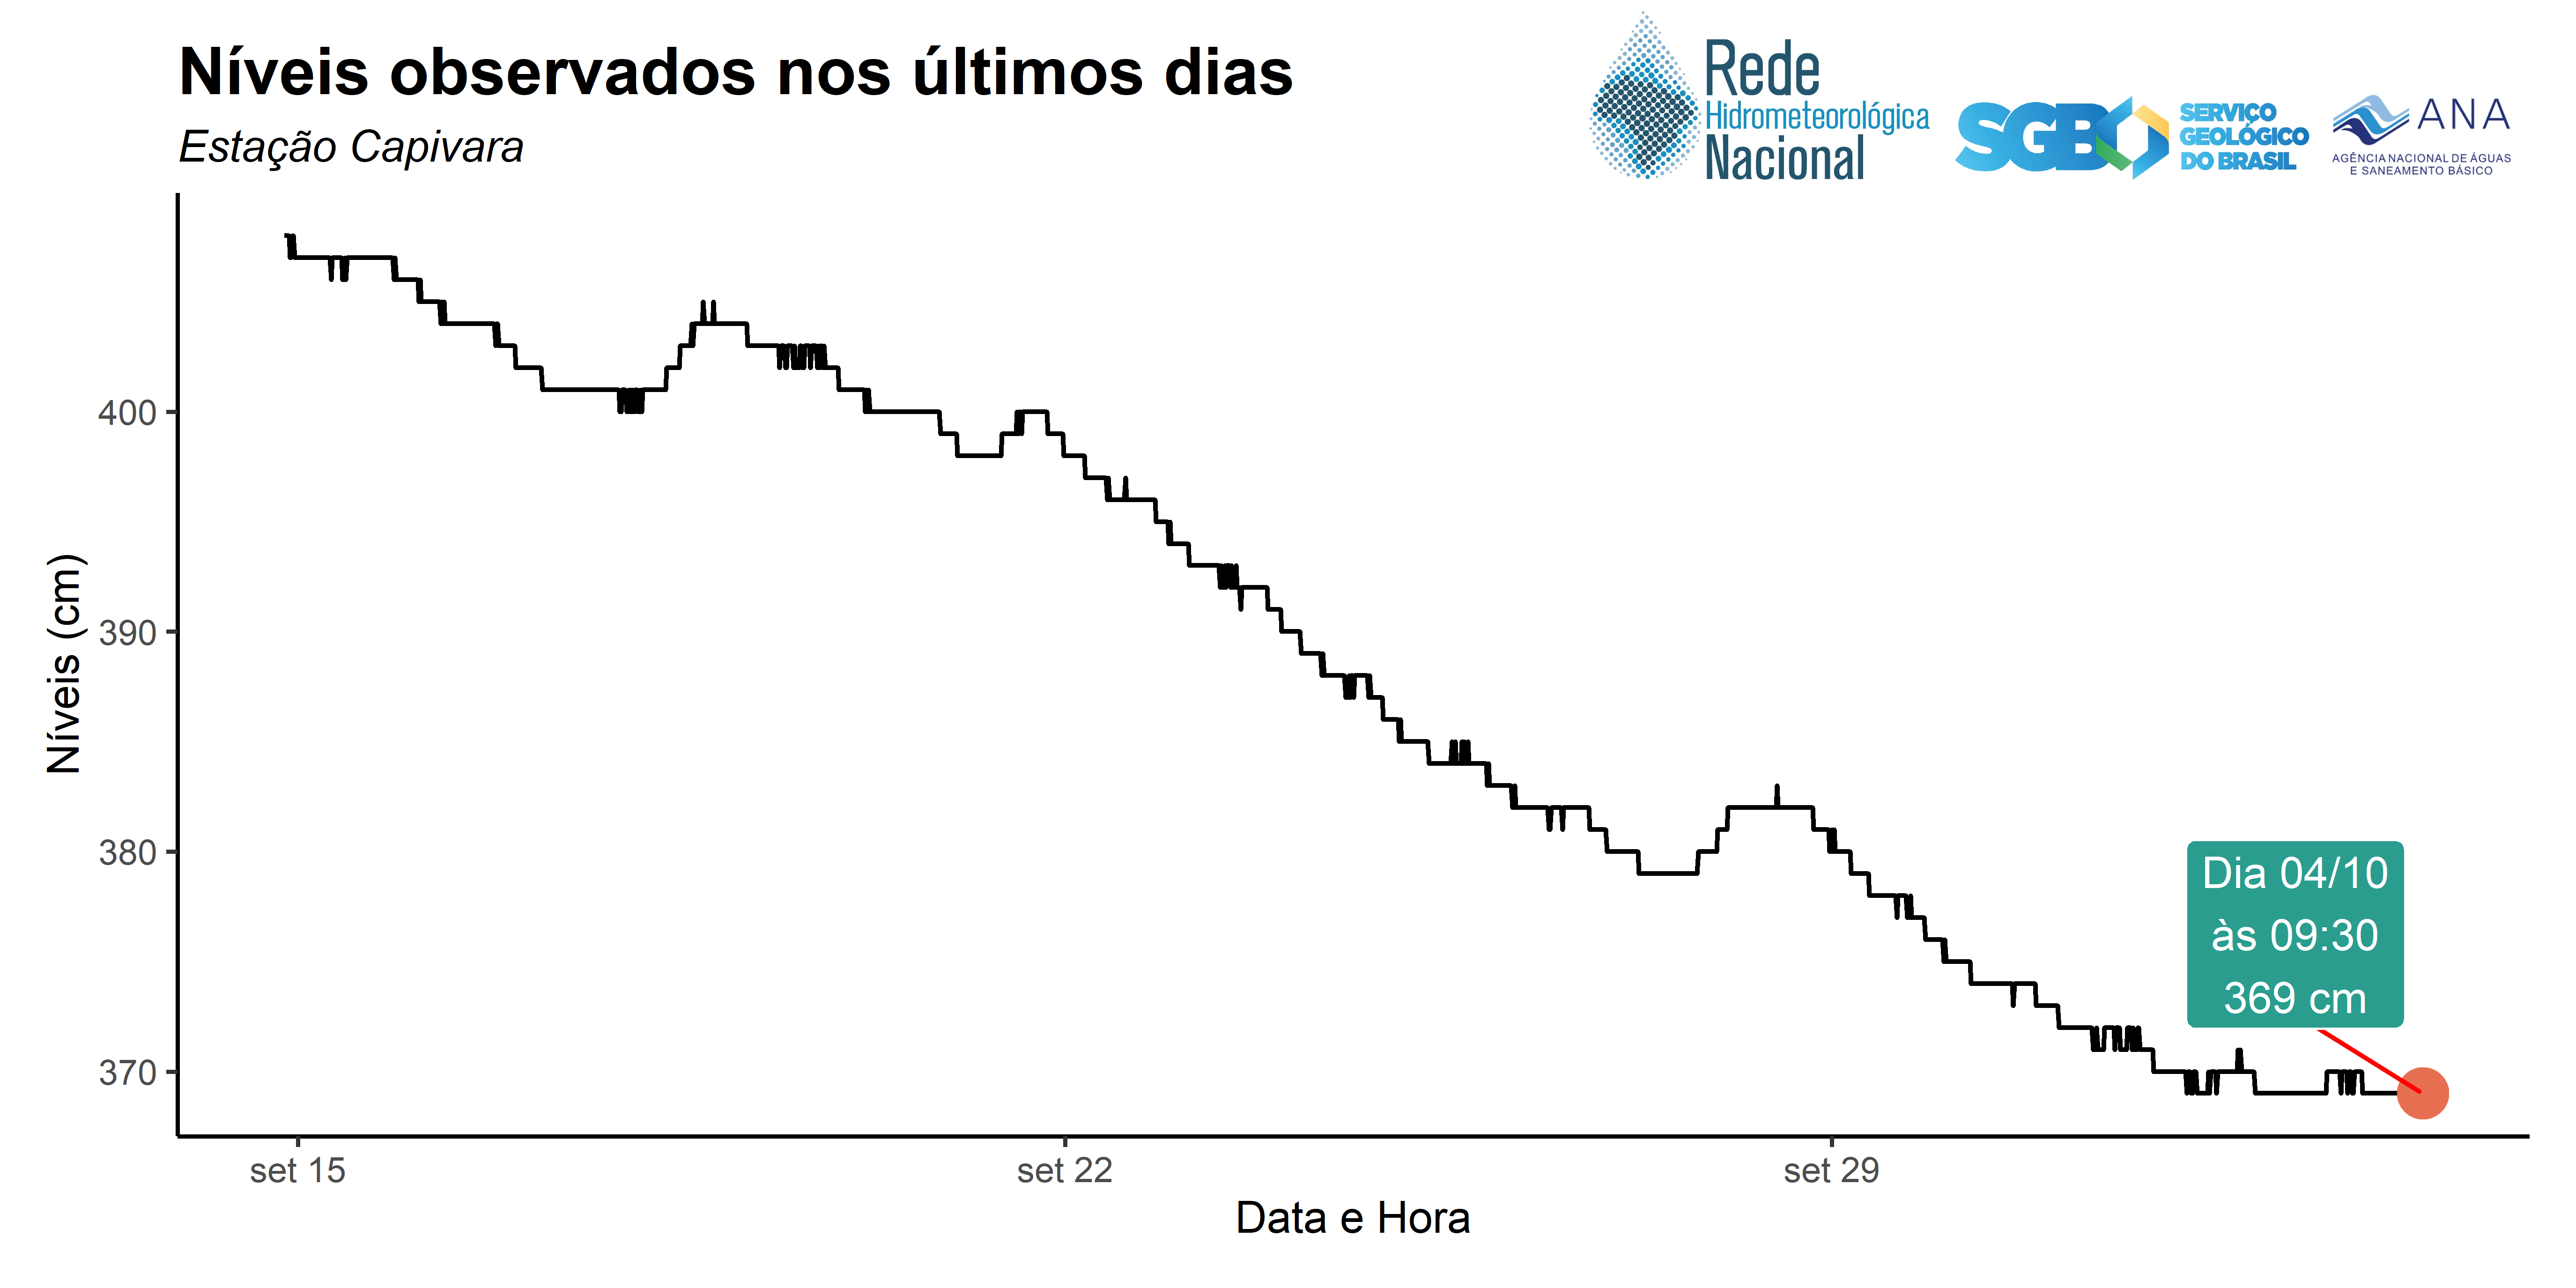 Níveis observados nos últimos dias
Estação Capivara
Rede
Hidrometeorológica
Nacional
SGB
SERVIÇO
GEOLÓGICO
DO BRASIL
ANA
AGÊNCIA NACIONAL DE ÁGUAS
E SANEAMENTO BÁSICO
Níveis (cm)
400
390
380
370
Dia 04/10
às 09:30
369 cm
set 15
set 22
set 29
Data e Hora